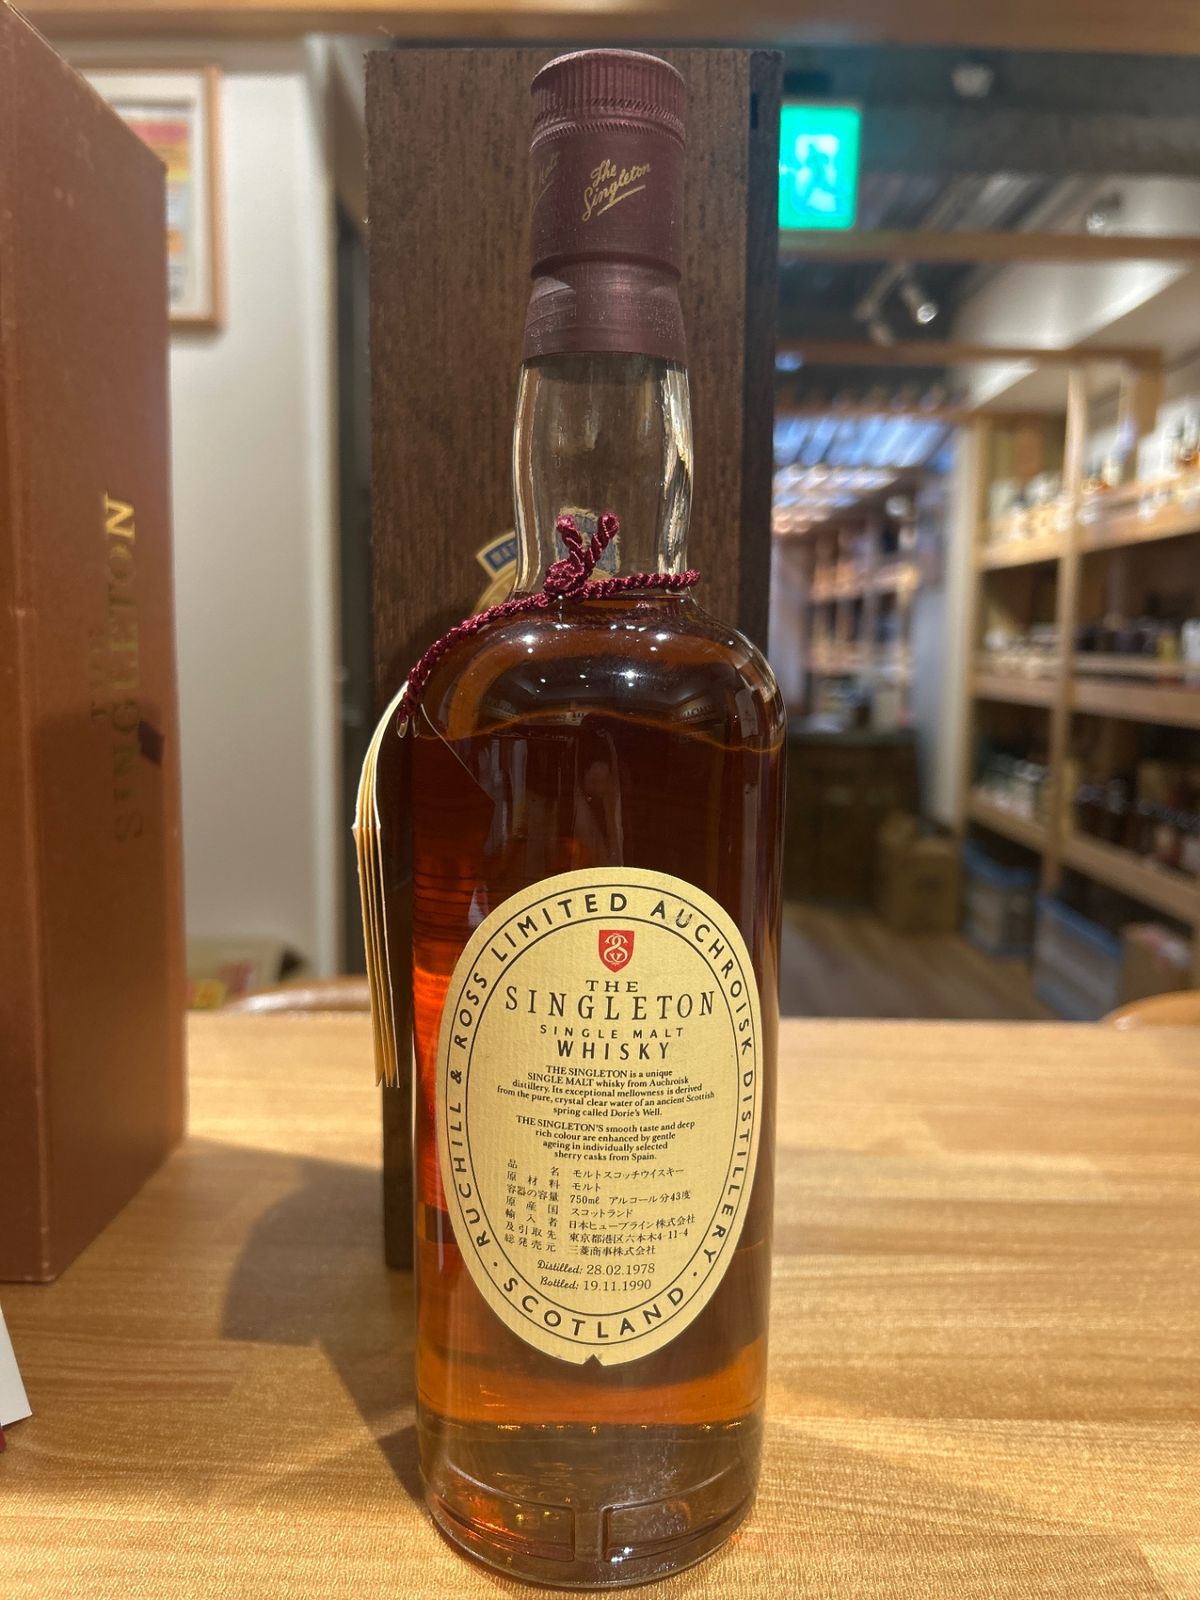 The
Singleton
THE
SINGLETON
RUCHILL & ROSS LIMITED AUCHROISK DISTILLERY · SCOTLAND ·
THE
SINGLETON
SINGLE MALT
WHISKY
THE SINGLETON is a unique
SINGLE MALT whisky from Auchroisk
distillery. Its exceptional mellowness is derived
from the pure, crystal clear water of an ancient Scottish
spring called Dorie's Well.
THE SINGLETON'S smooth taste and deep
rich colour are enhanced by gentle
ageing in individually selected
sherry casks from Spain.
品名 モルトスコッチウイスキー
原材料 モルト
容器の容量 750mℓ アルコール分43度
原産国 スコットランド
輸入者 日本ヒューブライン株式会社
及引取先 東京都港区六本木4-11-4
総発売元 三菱商事株式会社
Distilled: 28.02.1978
Bottled: 19.11.1990